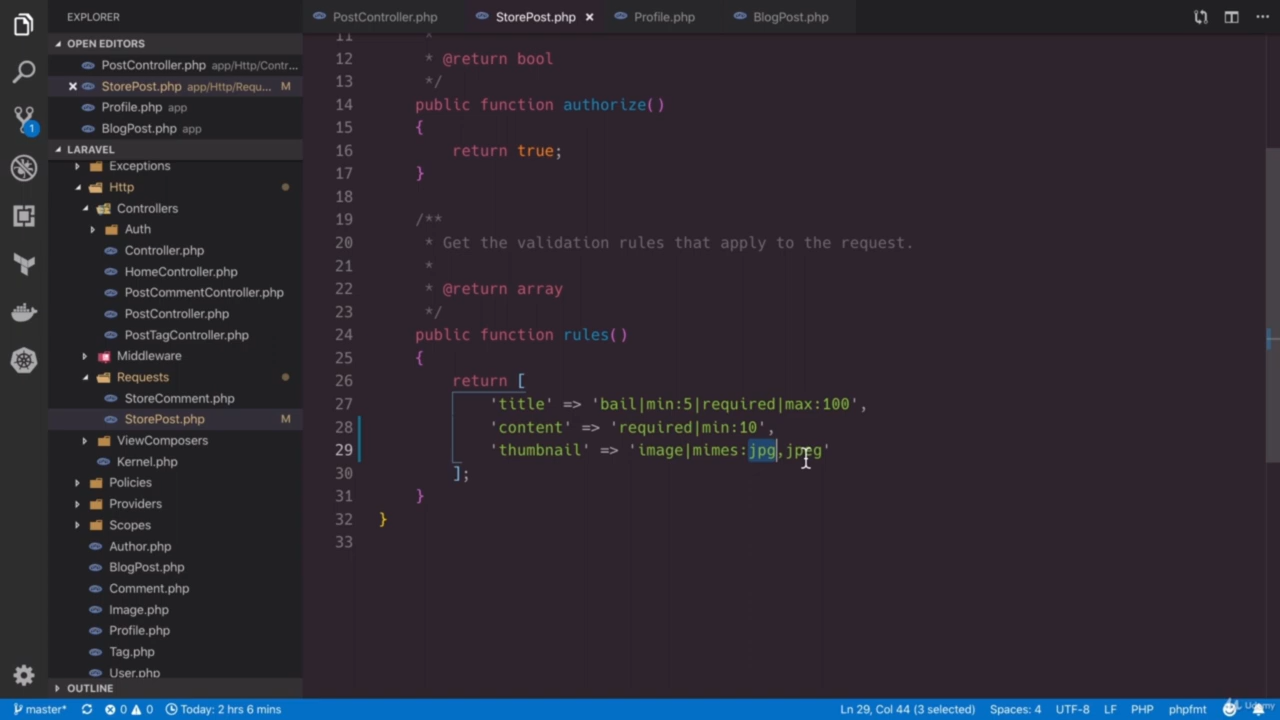 EXPLORER
PostController.php
StorePost.php
Profile.php
BlogPost.php
OPEN EDITORS
PostController.php app/Http/Contr...
StorePost.php app/Http/Requ... M
Profile.php app
BlogPost.php app
LARAVEL
Exceptions
Http
Controllers
Auth
Controller.php
HomeController.php
PostCommentController.php
PostController.php
PostTagController.php
Middleware
Requests
StoreComment.php
StorePost.php M
ViewComposers
Kernel.php
Policies
Providers
Scopes
Author.php
BlogPost.php
Comment.php
Image.php
Profile.php
Tag.php
User.php
OUTLINE
1
11 *
12 * @return bool
13 */
14 public function authorize()
15 {
16 return true;
17 }
18
19 /**
20 * Get the validation rules that apply to the request.
21 *
22 * @return array
23 */
24 public function rules()
25 {
26 return [
27 'title' => 'bail|min:5|required|max:100',
28 'content' => 'required|min:10',
29 'thumbnail' => 'image|mimes:jpg,jpeg'
30 ];
31 }
32 }
33
master* 0 0 Today: 2 hrs 6 mins Ln 29, Col 44 (3 selected) Spaces: 4 UTF-8 LF PHP phpfmt
Udemy